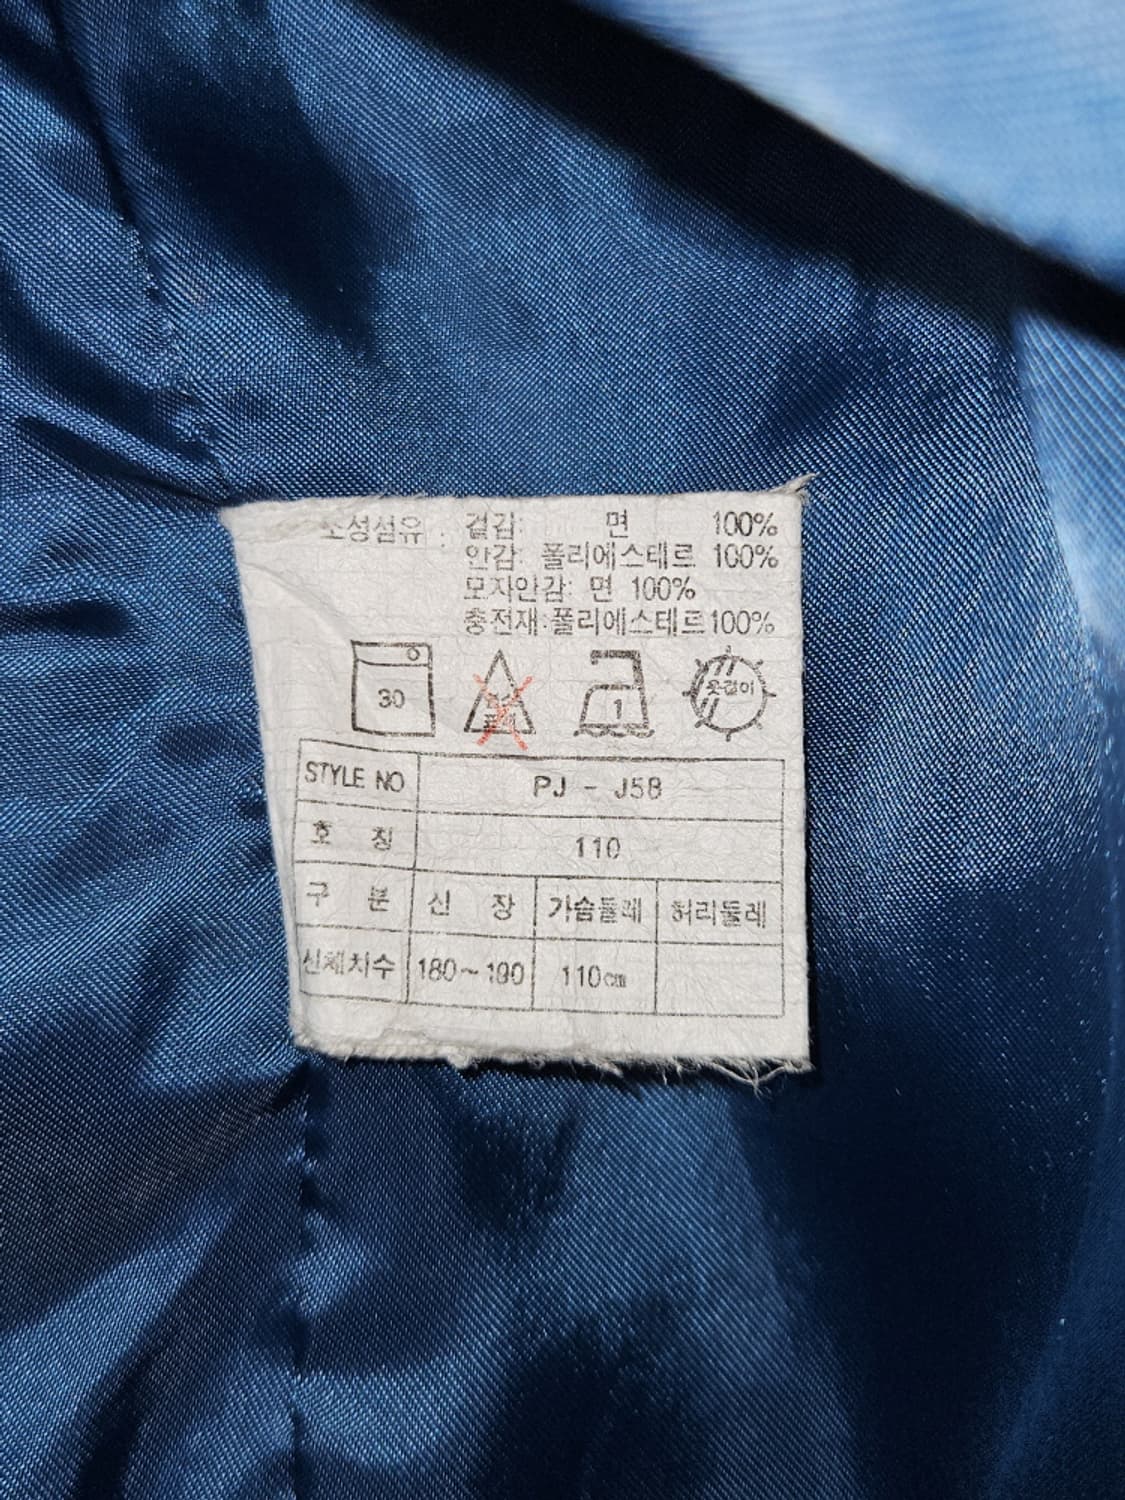 조성섬유 : 겉감: 면 100%
안감: 폴리에스테르 100%
모자안감: 면 100%
충전재:폴리에스테르100%
30 1 옷걸이
STYLE NO PJ - J58
호 칭 110
구 분 신 장 가슴둘레 허리둘레
신체치수 180~190 110㎝